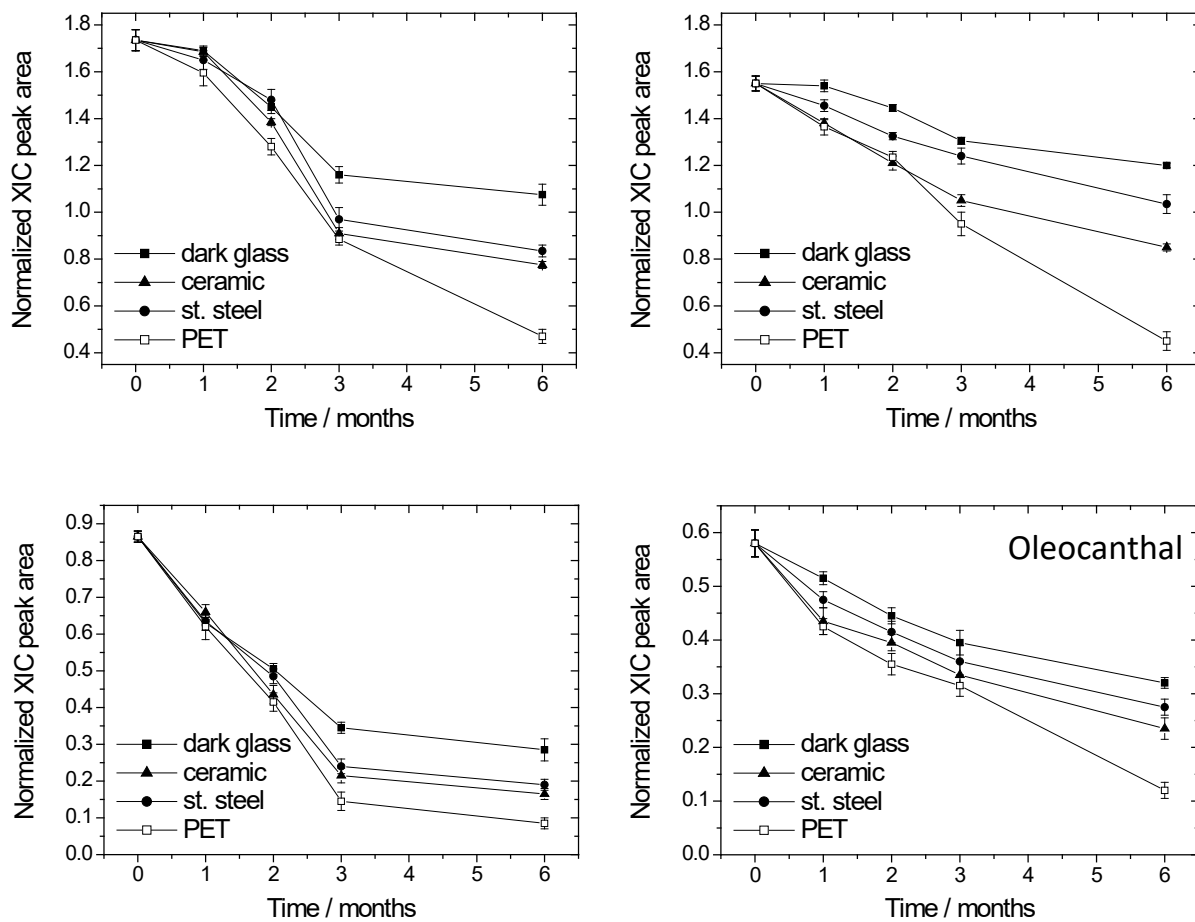 Normalized XIC peak area
1.8
1.6
1.4
1.2
1.0
0.8
0.6
0.4
dark glass
ceramic
st. steel
PET
0 1 2 3 4 5 6
Time / months
Normalized XIC peak area
1.8
1.6
1.4
1.2
1.0
0.8
0.6
0.4
dark glass
ceramic
st. steel
PET
0 1 2 3 4 5 6
Time / months
Normalized XIC peak area
0.9
0.8
0.7
0.6
0.5
0.4
0.3
0.2
0.1
0.0
dark glass
ceramic
st. steel
PET
0 1 2 3 4 5 6
Time / months
Normalized XIC peak area
0.6
0.5
0.4
0.3
0.2
0.1
0.0
Oleocanthal
dark glass
ceramic
st. steel
PET
0 1 2 3 4 5 6
Time / months